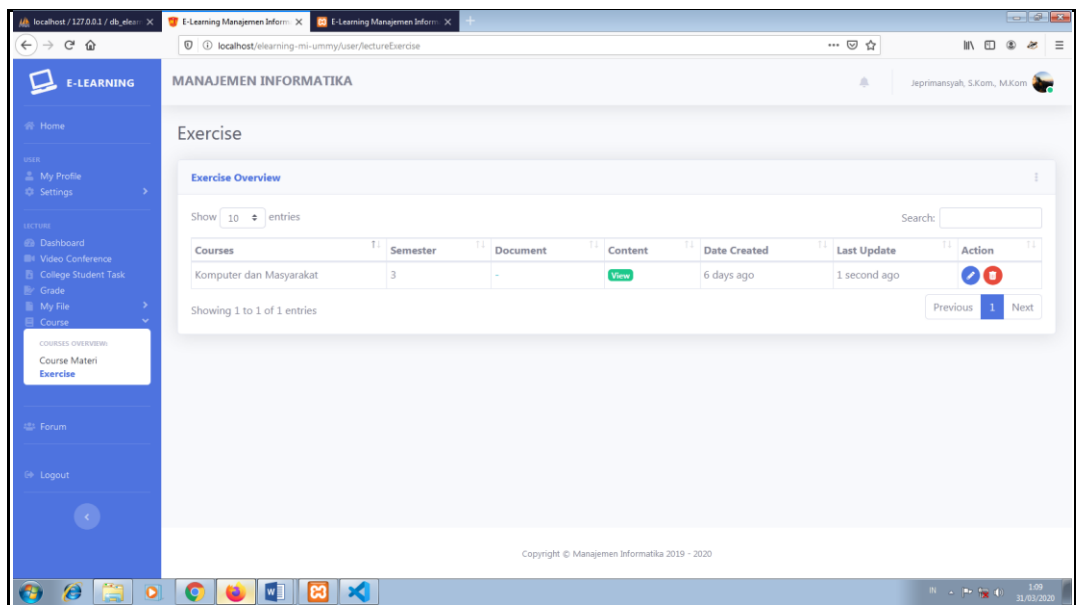 localhost / 127.0.0.1 / db_elear
E-Learning Manajemen Inform
E-Learning Manajemen Inform
localhost/elearning-mi-ummy/user/lectureExercise
E-LEARNING
MANAJEMEN INFORMATIKA
Jeprimansyah, S.Kom., M.Kom
Home
USER
My Profile
Settings
LECTURE
Dashboard
Video Conference
College Student Task
Grade
My File
Course
COURSES OVERVIEW:
Course Materi
Exercise
Forum
Logout
Exercise
Exercise Overview
Show 10 entries
Search:
Courses Semester Document Content Date Created Last Update Action
Komputer dan Masyarakat 3 - View 6 days ago 1 second ago
Showing 1 to 1 of 1 entries
Previous 1 Next
Copyright © Manajemen Informatika 2019 - 2020
IN
1:09
31/03/2020